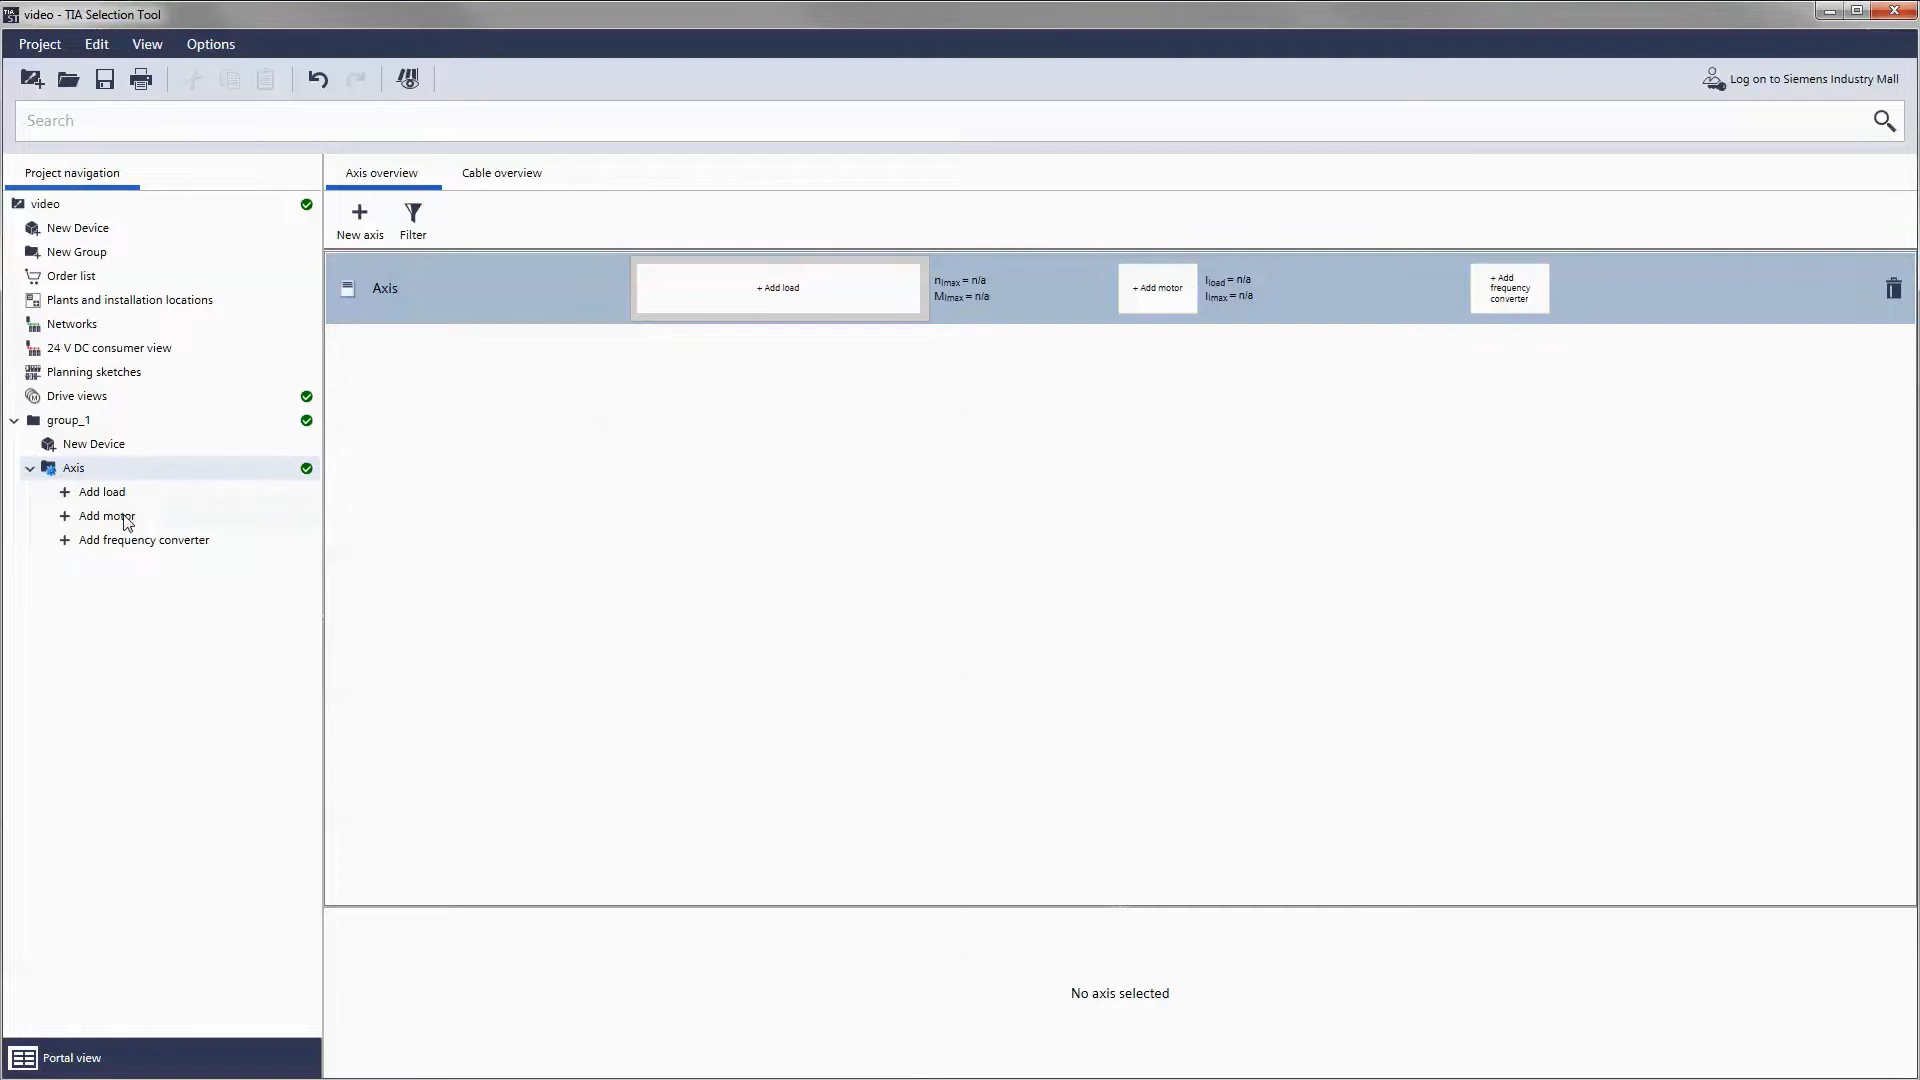 video - TIA Selection Tool
Project Edit View Options
Log on to Siemens Industry Mall
Search
Project navigation
video
New Device
New Group
Order list
Plants and installation locations
Networks
24 V DC consumer view
Planning sketches
Drive views
group_1
New Device
Axis
Add load
Add motor
Add frequency converter
Portal view
Axis overview Cable overview
New axis Filter
Axis
+ Add load
nlmax = n/a
Mlmax = n/a
+ Add motor
Iload = n/a
Ilmax = n/a
+ Add
frequency
converter
No axis selected